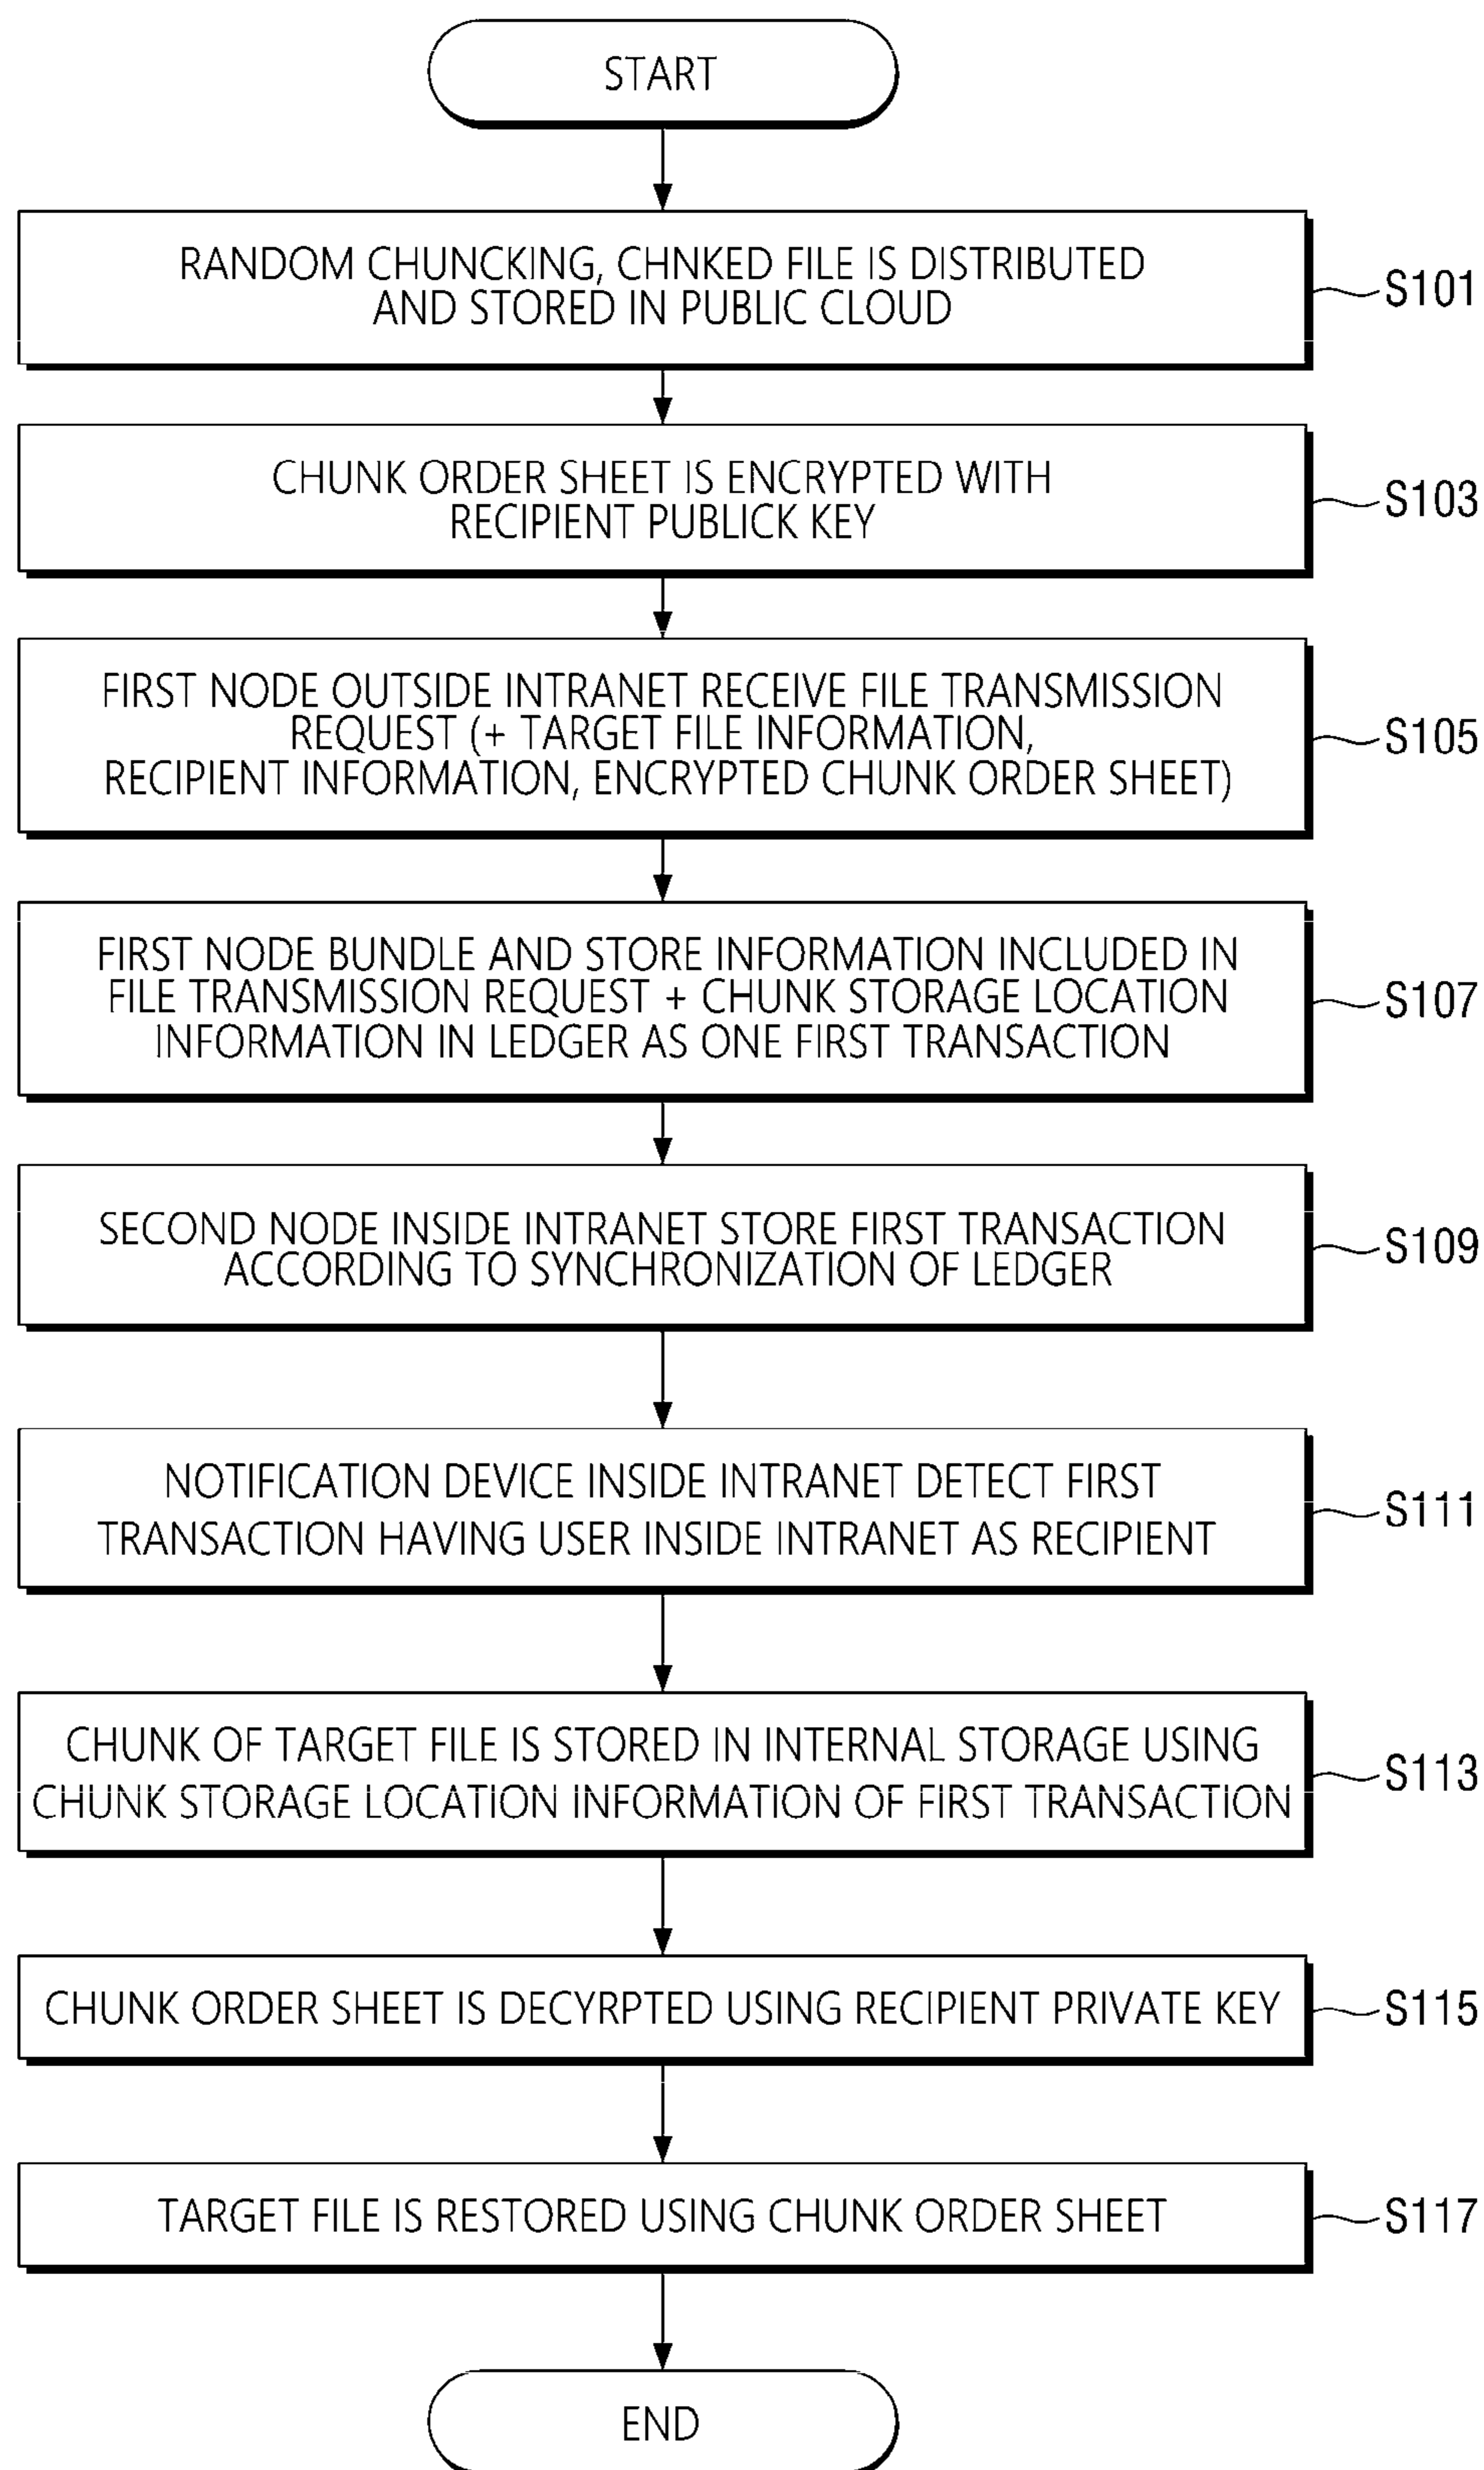 START
RANDOM CHUNCKING, CHNKED FILE IS DISTRIBUTED
AND STORED IN PUBLIC CLOUD
S101
CHUNK ORDER SHEET IS ENCRYPTED WITH
RECIPIENT PUBLICK KEY
S103
FIRST NODE OUTSIDE INTRANET RECEIVE FILE TRANSMISSION
REQUEST (+ TARGET FILE INFORMATION,
RECIPIENT INFORMATION, ENCRYPTED CHUNK ORDER SHEET)
S105
FIRST NODE BUNDLE AND STORE INFORMATION INCLUDED IN
FILE TRANSMISSION REQUEST + CHUNK STORAGE LOCATION
INFORMATION IN LEDGER AS ONE FIRST TRANSACTION
S107
SECOND NODE INSIDE INTRANET STORE FIRST TRANSACTION
ACCORDING TO SYNCHRONIZATION OF LEDGER
S109
NOTIFICATION DEVICE INSIDE INTRANET DETECT FIRST
TRANSACTION HAVING USER INSIDE INTRANET AS RECIPIENT
S111
CHUNK OF TARGET FILE IS STORED IN INTERNAL STORAGE USING
CHUNK STORAGE LOCATION INFORMATION OF FIRST TRANSACTION
S113
CHUNK ORDER SHEET IS DECYRPTED USING RECIPIENT PRIVATE KEY
S115
TARGET FILE IS RESTORED USING CHUNK ORDER SHEET
S117
END